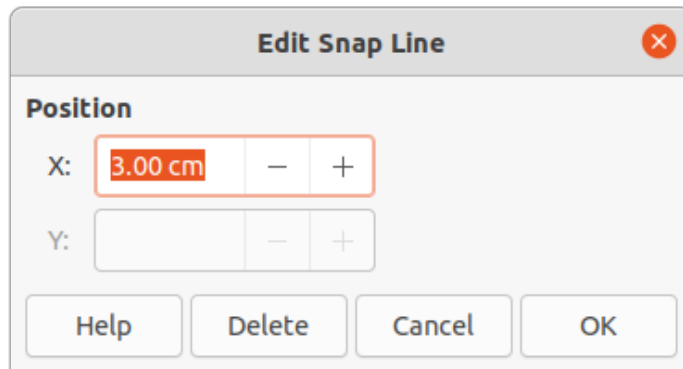 Edit Snap Line
Position
X: 3.00 cm − +
Y: − +
Help Delete Cancel OK